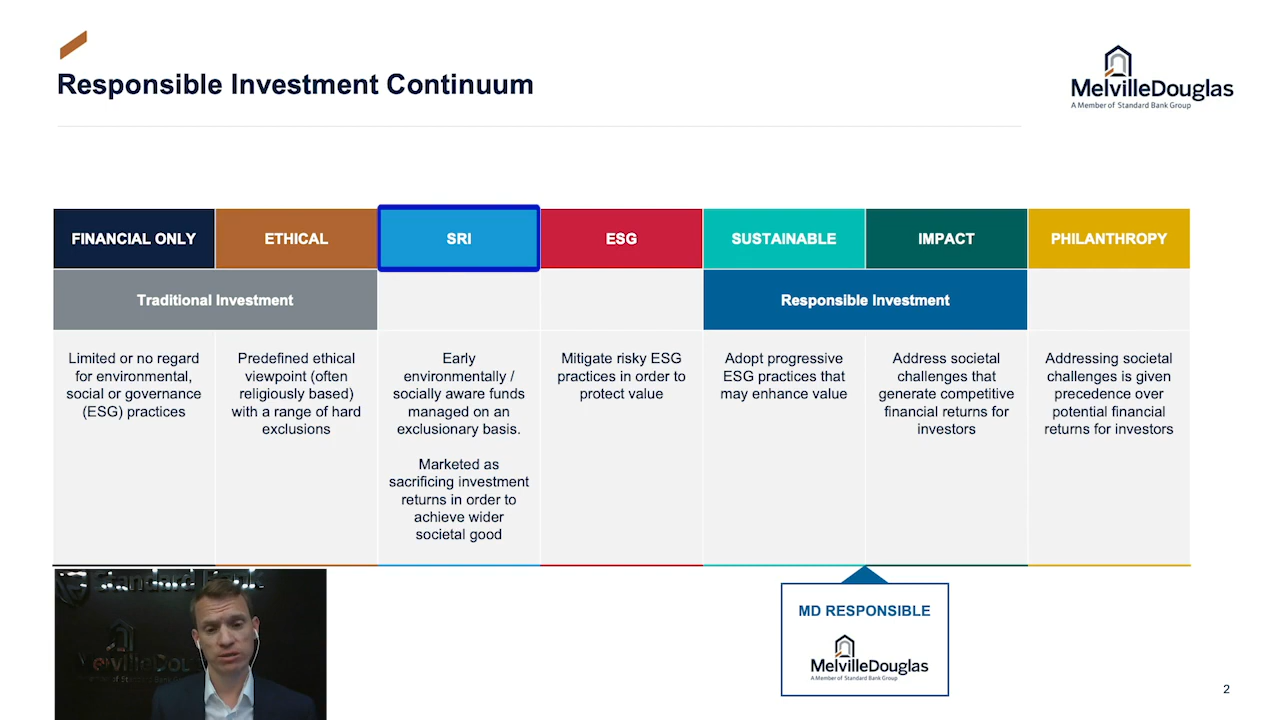 Responsible Investment Continuum
MelvilleDouglas
A Member of Standard Bank Group
FINANCIAL ONLY
ETHICAL
SRI
ESG
SUSTAINABLE
IMPACT
PHILANTHROPY
Traditional Investment
Responsible Investment
Limited or no regard
for environmental,
social or governance
(ESG) practices
Predefined ethical
viewpoint (often
religiously based)
with a range of hard
exclusions
Early
environmentally /
socially aware funds
managed on an
exclusionary basis.
Marketed as
sacrificing investment
returns in order to
achieve wider
societal good
Mitigate risky ESG
practices in order to
protect value
Adopt progressive
ESG practices that
may enhance value
Address societal
challenges that
generate competitive
financial returns for
investors
Addressing societal
challenges is given
precedence over
potential financial
returns for investors
Standard Bank
MelvilleDoug
MD RESPONSIBLE
MelvilleDouglas
A Member of Standard Bank Group
2